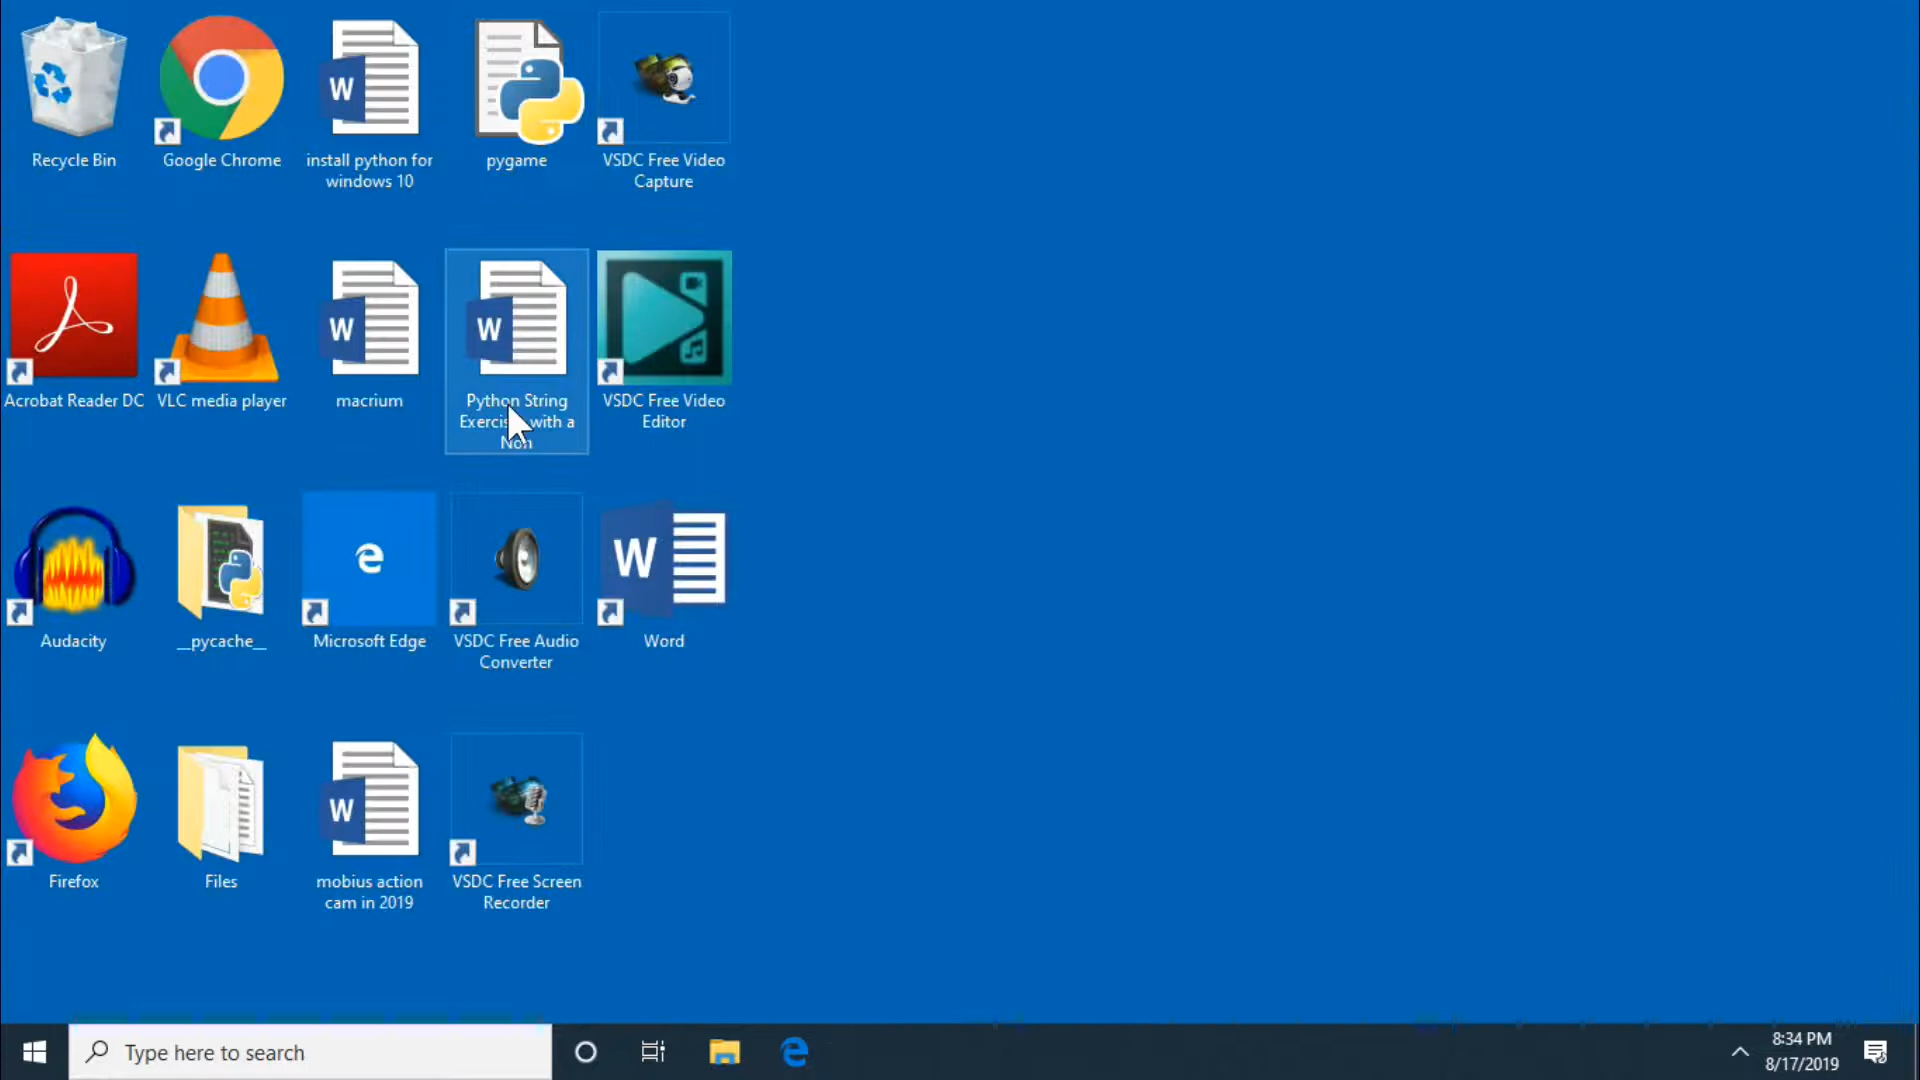 Recycle Bin
Google Chrome
install python for
windows 10
pygame
VSDC Free Video
Capture
Acrobat Reader DC
VLC media player
macrium
Python String
with a
Non
VSDC Free Video
Editor
Audacity
__pycache__
Microsoft Edge
VSDC Free Audio
Converter
Word
Firefox
Files
mobius action
cam in 2019
VSDC Free Screen
Recorder
Type here to search
8:34 PM
8/17/2019